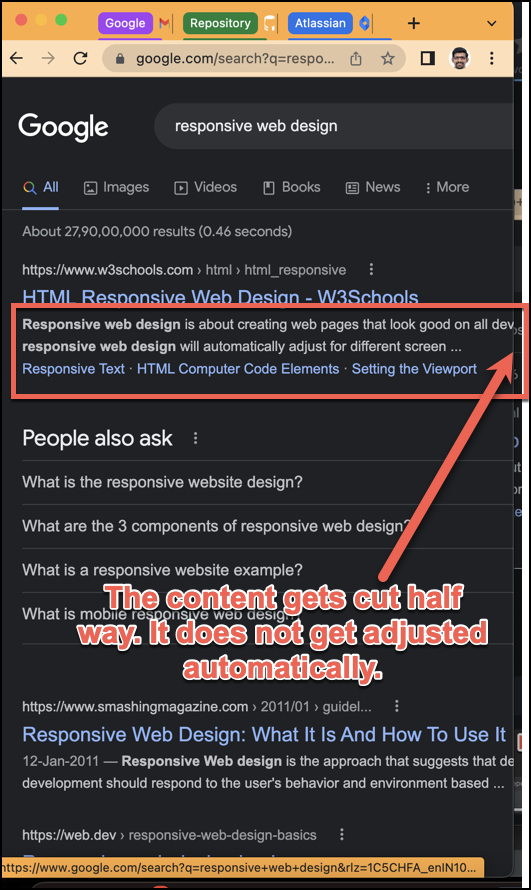 Google
Repository
Atlassian
google.com/search?q=respo...
Google
responsive web design
All
Images
Videos
Books
News
More
About 27,90,00,000 results (0.46 seconds)
https://www.w3schools.com › html › html_responsive
HTML Responsive Web Design - W3Schools
Responsive web design is about creating web pages that look good on all dev
responsive web design will automatically adjust for different screen ...
Responsive Text · HTML Computer Code Elements · Setting the Viewport
People also ask
What is the responsive website design?
What are the 3 components of responsive web design?
What is a responsive website example?
What is mobile responsive web design?
The content gets cut half
way. It does not get adjusted
automatically.
https://www.smashingmagazine.com › 2011/01 › guidel...
Responsive Web Design: What It Is And How To Use It
12-Jan-2011 — Responsive Web design is the approach that suggests that de
development should respond to the user's behavior and environment based ...
https://web.dev › responsive-web-design-basics
https://www.google.com/search?q=responsive+web+design&rlz=1C5CHFA_enIN10...